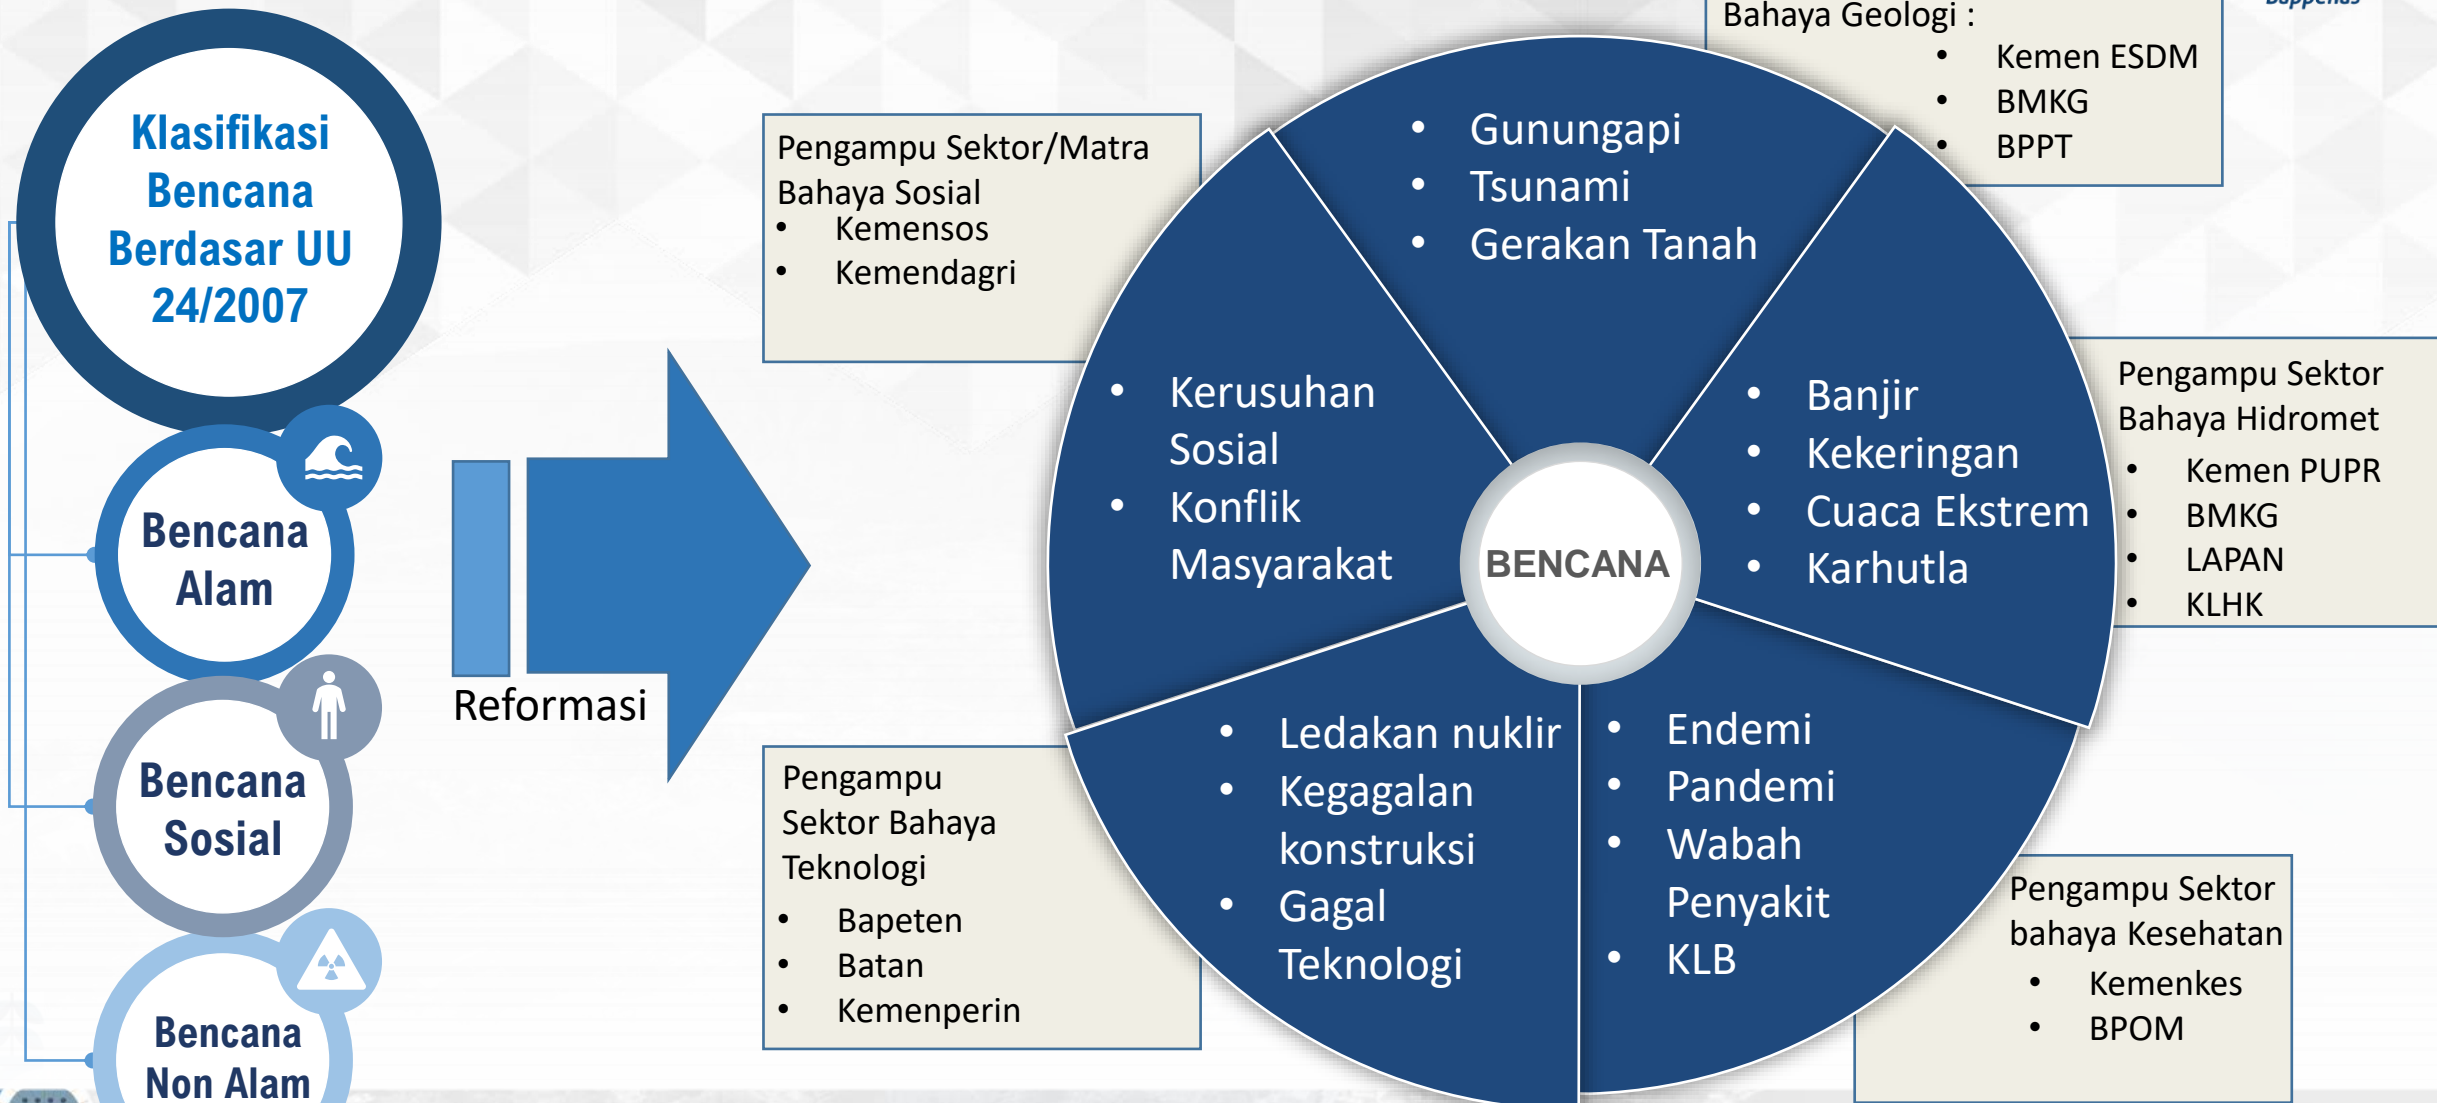 Klasifikasi
Bencana
Berdasar UU
24/2007
Bencana
Alam
Bencana
Sosial
Bencana
Non Alam
Reformasi
Pengampu Sektor/Matra
Bahaya Sosial
• Kemensos
• Kemendagri
Pengampu
Sektor Bahaya
Teknologi
• Bapeten
• Batan
• Kemenperin
Bahaya Geologi :
• Kemen ESDM
• BMKG
• BPPT
• Gunungapi
• Tsunami
• Gerakan Tanah
• Kerusuhan
Sosial
• Konflik
Masyarakat
BENCANA
• Banjir
• Kekeringan
• Cuaca Ekstrem
• Karhutla
• Ledakan nuklir
• Kegagalan
konstruksi
• Gagal
Teknologi
• Endemi
• Pandemi
• Wabah
Penyakit
• KLB
Pengampu Sektor
Bahaya Hidromet
• Kemen PUPR
• BMKG
• LAPAN
• KLHK
Pengampu Sektor
bahaya Kesehatan
• Kemenkes
• BPOM